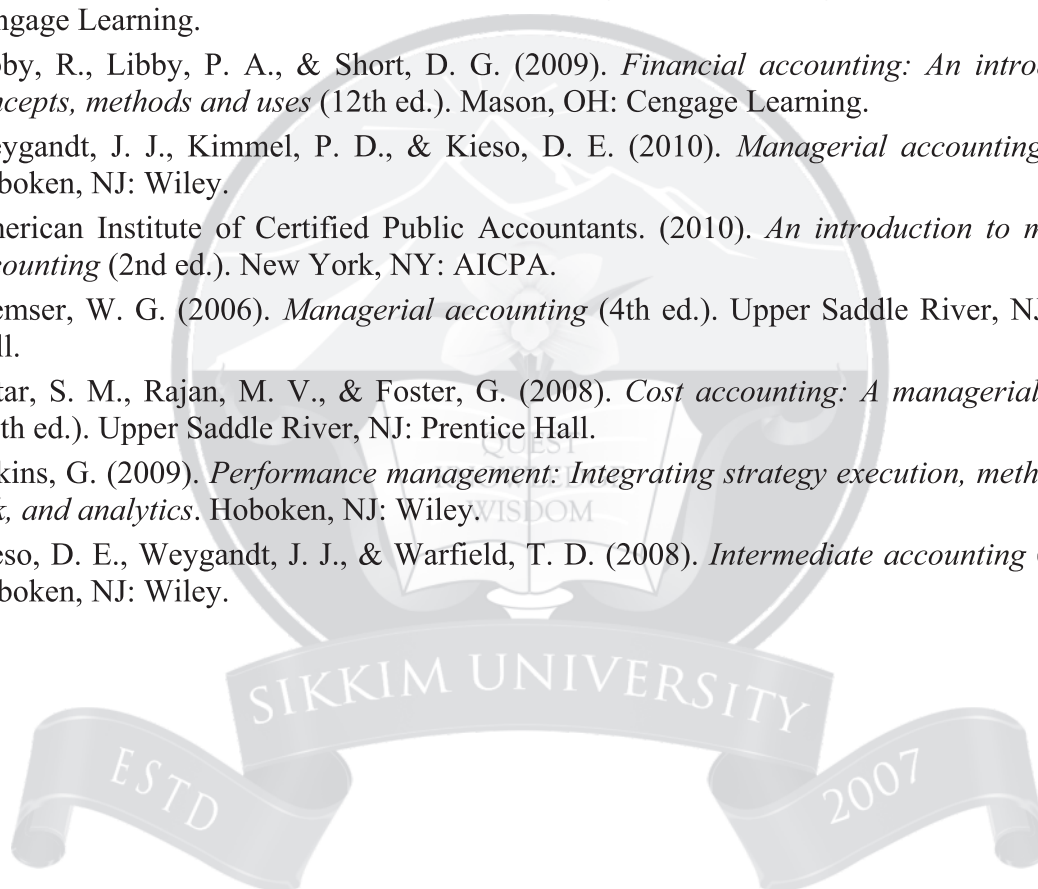 ngage Learning.
by, R., Libby, P. A., & Short, D. G. (2009). Financial accounting: An intro
ncepts, methods and uses (12th ed.). Mason, OH: Cengage Learning.
eygandt, J. J., Kimmel, P. D., & Kieso, D. E. (2010). Managerial accounting
boken, NJ: Wiley.
nerican Institute of Certified Public Accountants. (2010). An introduction to m
counting (2nd ed.). New York, NY: AICPA.
emser, W. G. (2006). Managerial accounting (4th ed.). Upper Saddle River, NJ
ll.
tar, S. M., Rajan, M. V., & Foster, G. (2008). Cost accounting: A managerial
th ed.). Upper Saddle River, NJ: Prentice Hall.
QUEST
kins, G. (2009). Performance management: Integrating strategy execution, meth
k, and analytics. Hoboken, NJ: Wiley.
WISDOM
eso, D. E., Weygandt, J. J., & Warfield, T. D. (2008). Intermediate accounting
boken, NJ: Wiley.
SIKKIM UNIVERSITY
ESTD
2007